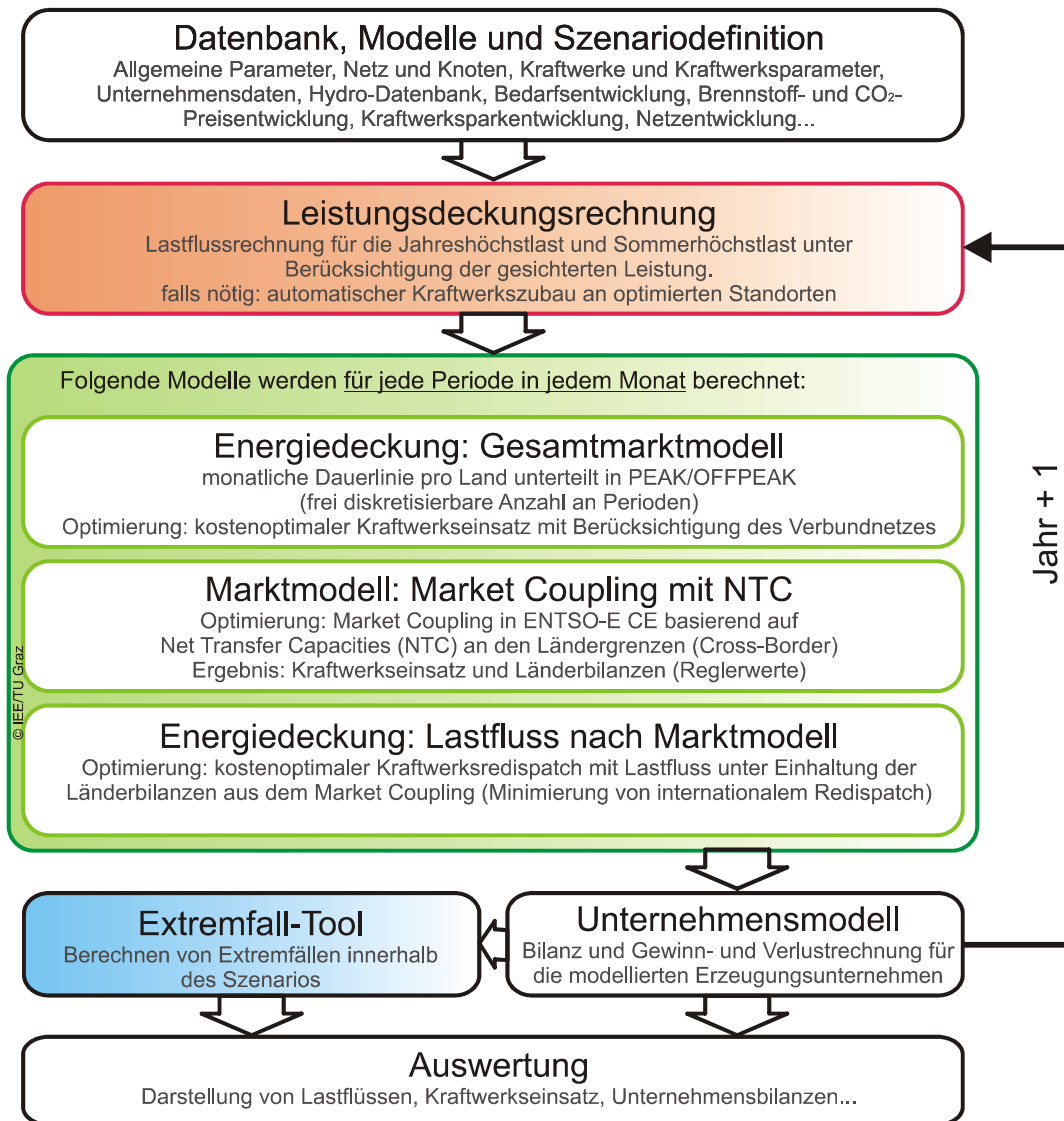 Datenbank, Modelle und Szenariodefinition
Allgemeine Parameter, Netz und Knoten, Kraftwerke und Kraftwerksparameter,
Unternehmensdaten, Hydro-Datenbank, Bedarfsentwicklung, Brennstoff- und CO₂-
Preisentwicklung, Kraftwerksparkentwicklung, Netzentwicklung...
Leistungsdeckungsrechnung
Lastflussrechnung für die Jahreshöchstlast und Sommerhöchstlast unter
Berücksichtigung der gesicherten Leistung.
falls nötig: automatischer Kraftwerkszubau an optimierten Standorten
Folgende Modelle werden für jede Periode in jedem Monat berechnet:
Energiedeckung: Gesamtmarktmodell
monatliche Dauerlinie pro Land unterteilt in PEAK/OFFPEAK
(frei diskretisierbare Anzahl an Perioden)
Optimierung: kostenoptimaler Kraftwerkseinsatz mit Berücksichtigung des Verbundnetzes
Marktmodell: Market Coupling mit NTC
Optimierung: Market Coupling in ENTSO-E CE basierend auf
Net Transfer Capacities (NTC) an den Ländergrenzen (Cross-Border)
Ergebnis: Kraftwerkseinsatz und Länderbilanzen (Reglerwerte)
Energiedeckung: Lastfluss nach Marktmodell
Optimierung: kostenoptimaler Kraftwerksredispatch mit Lastfluss unter Einhaltung der
Länderbilanzen aus dem Market Coupling (Minimierung von internationalem Redispatch)
© IEE/TU Graz
Jahr + 1
Extremfall-Tool
Berechnen von Extremfällen innerhalb
des Szenarios
Unternehmensmodell
Bilanz und Gewinn- und Verlustrechnung für
die modellierten Erzeugungsunternehmen
Auswertung
Darstellung von Lastflüssen, Kraftwerkseinsatz, Unternehmensbilanzen...